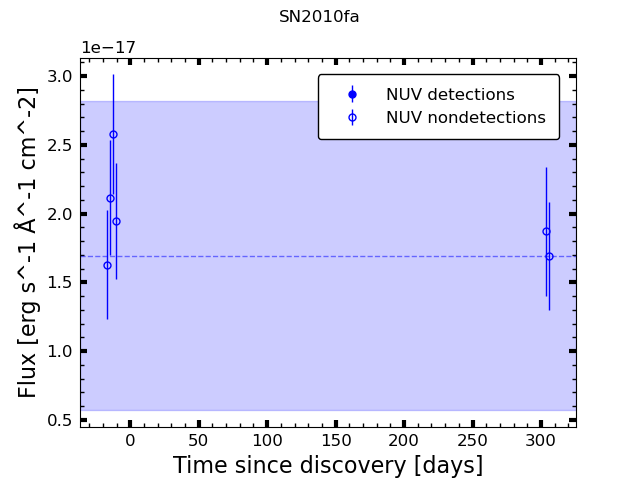 SN2010fa
1e−17
3.0
2.5
2.0
1.5
1.0
0.5
Flux [erg s^-1 Å^-1 cm^-2]
NUV detections
NUV nondetections
0 50 100 150 200 250 300
Time since discovery [days]